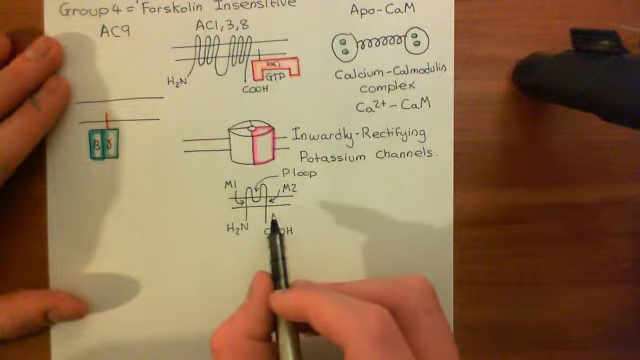 Group 4 = 'Forskolin Insensitive'
AC9
AC1, 3, 8
H₂N
COOH
αi
GTP
Apo-CaM
Calcium-Calmodulin
complex
Ca²⁺-CaM
β γ
Inwardly-Rectifying
Potassium Channels.
P loop
M1
M2
H₂N
COOH